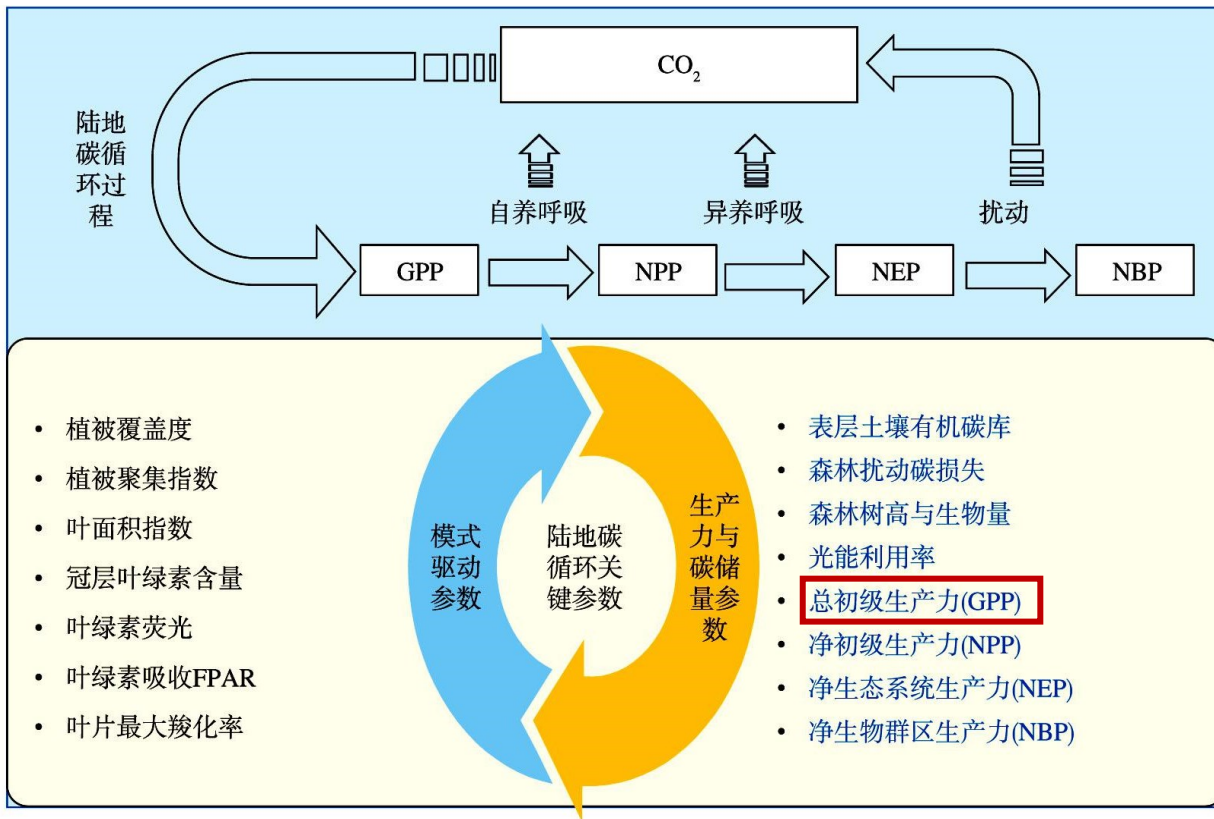 CO₂
陆地
碳循
环过
程
自养呼吸
异养呼吸
扰动
GPP
NPP
NEP
NBP
• 植被覆盖度
• 植被聚集指数
• 叶面积指数
• 冠层叶绿素含量
• 叶绿素荧光
• 叶绿素吸收FPAR
• 叶片最大羧化率
模式
驱动
参数
陆地碳
循环关
键参数
生产
力与
碳储
量参
数
• 表层土壤有机碳库
• 森林扰动碳损失
• 森林树高与生物量
• 光能利用率
• 总初级生产力(GPP)
• 净初级生产力(NPP)
• 净生态系统生产力(NEP)
• 净生物群区生产力(NBP)